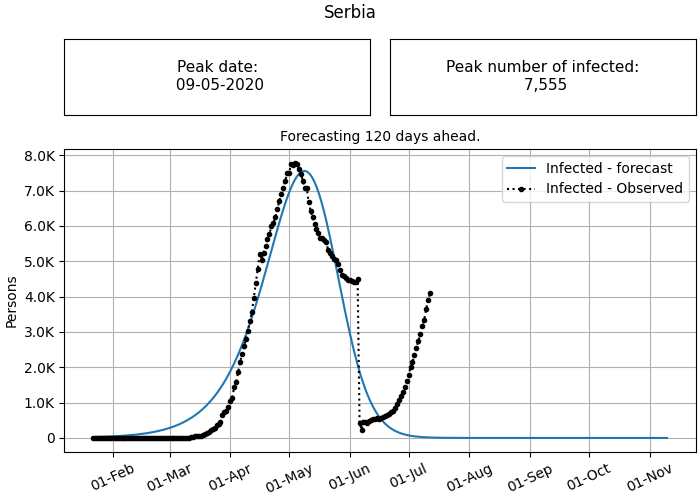 Serbia
Peak date:
09-05-2020
Peak number of infected:
7,555
Forecasting 120 days ahead.
8.0K
7.0K
6.0K
5.0K
4.0K
3.0K
2.0K
1.0K
0
Persons
Infected - forecast
Infected - Observed
01-Feb
01-Mar
01-Apr
01-May
01-Jun
01-Jul
01-Aug
01-Sep
01-Oct
01-Nov